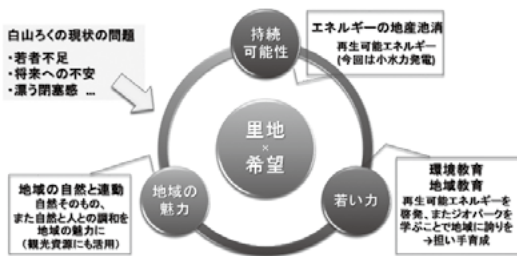 白山ろくの現状の問題
・若者不足
・将来への不安
・漂う閉塞感 …
持続
可能性
エネルギーの地産池消
再生可能エネルギー
(今回は小水力発電)
里地
×
希望
地域の自然と連動
自然そのもの、
また自然と人との調和を
地域の魅力に
(観光資源にも活用)
地域の
魅力
若い力
環境教育
地域教育
再生可能エネルギーを
啓発、またジオパークを
学ぶことで地域に誇りを
→担い手育成